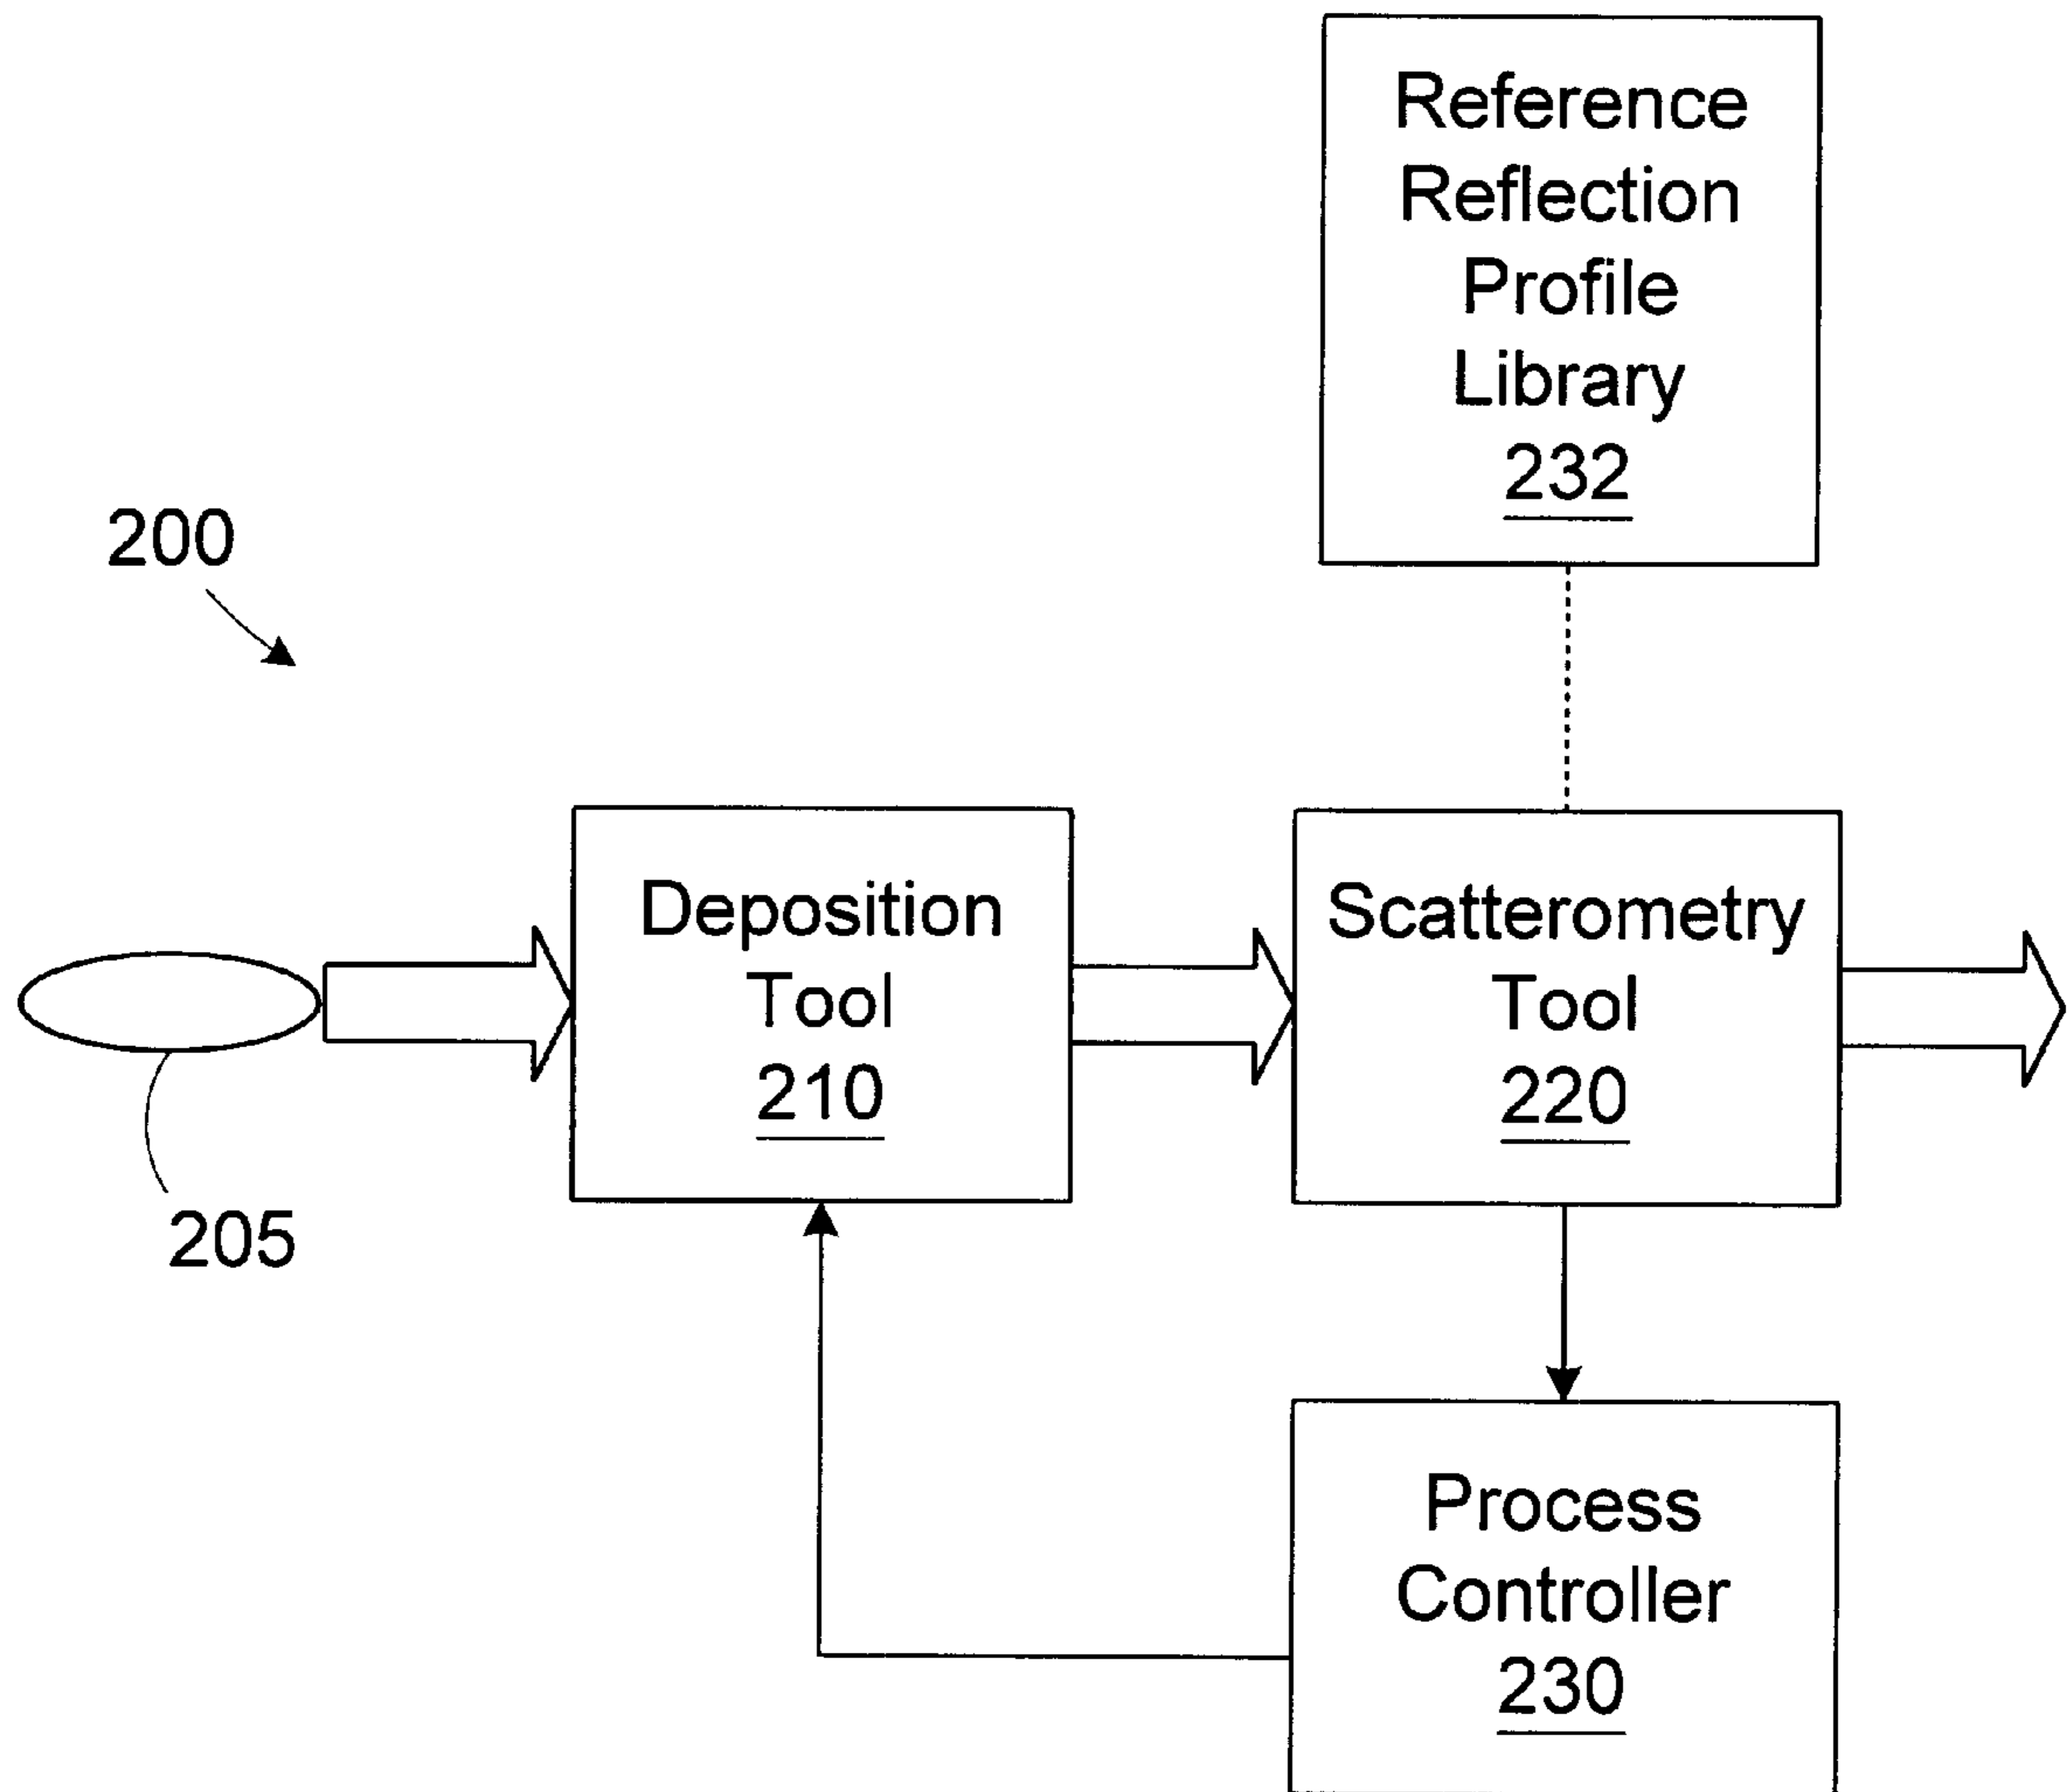 Reference
Reflection
Profile
Library
232
200
Deposition
Tool
210
Scatterometry
Tool
220
205
Process
Controller
230